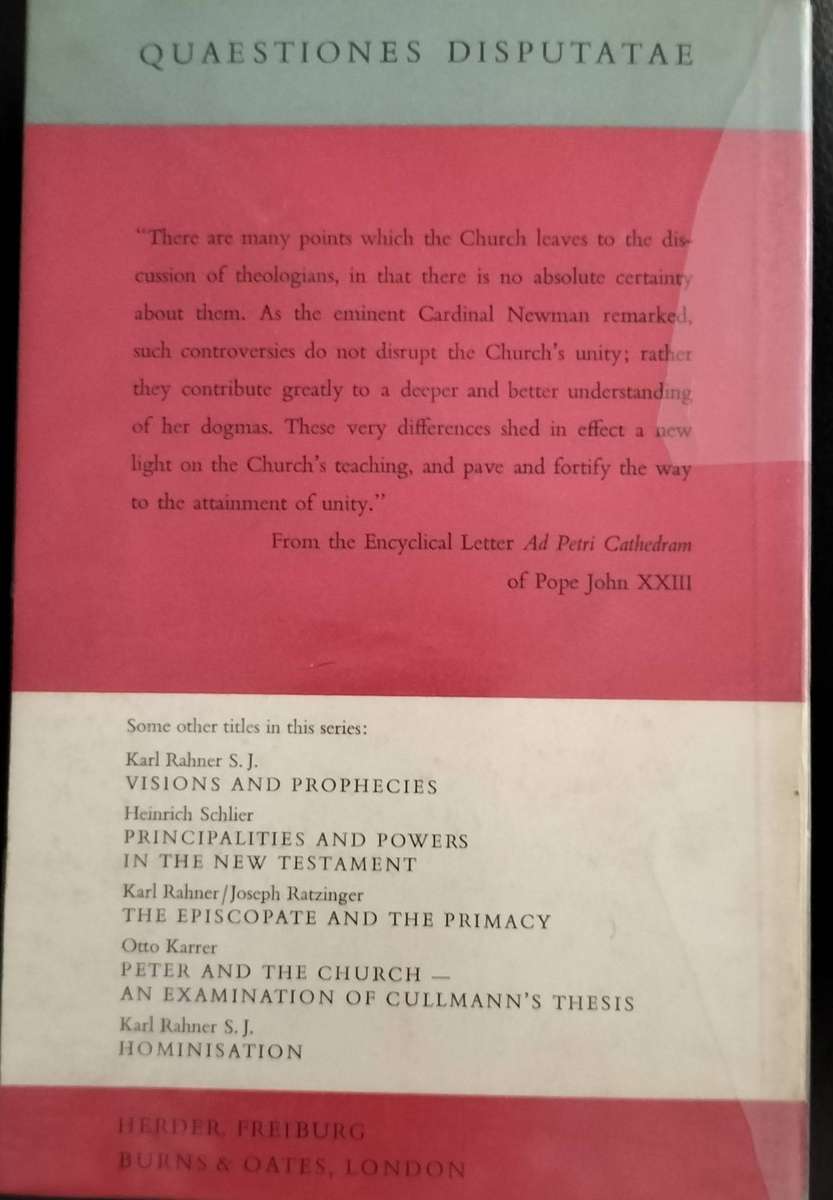 QUAESTIONES DISPUTATAE
“There are many points which the Church leaves to the dis-
cussion of theologians, in that there is no absolute certainty
about them. As the eminent Cardinal Newman remarked,
such controversies do not disrupt the Church’s unity; rather
they contribute greatly to a deeper and better understanding
of her dogmas. These very differences shed in effect a new
light on the Church’s teaching, and pave and fortify the way
to the attainment of unity.”
From the Encyclical Letter Ad Petri Cathedram
of Pope John XXIII
Some other titles in this series:
Karl Rahner S. J.
VISIONS AND PROPHECIES
Heinrich Schlier
PRINCIPALITIES AND POWERS
IN THE NEW TESTAMENT
Karl Rahner/Joseph Ratzinger
THE EPISCOPATE AND THE PRIMACY
Otto Karrer
PETER AND THE CHURCH —
AN EXAMINATION OF CULLMANN’S THESIS
Karl Rahner S. J.
HOMINISATION
HERDER, FREIBURG
BURNS & OATES, LONDON